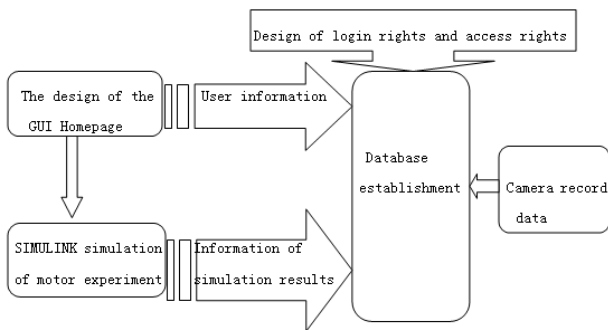 Design of login rights and access rights
The design of the
GUI Homepage
User information
Database
establishment
Camera record
data
SIMULINK simulation
of motor experiment
Information of
simulation results